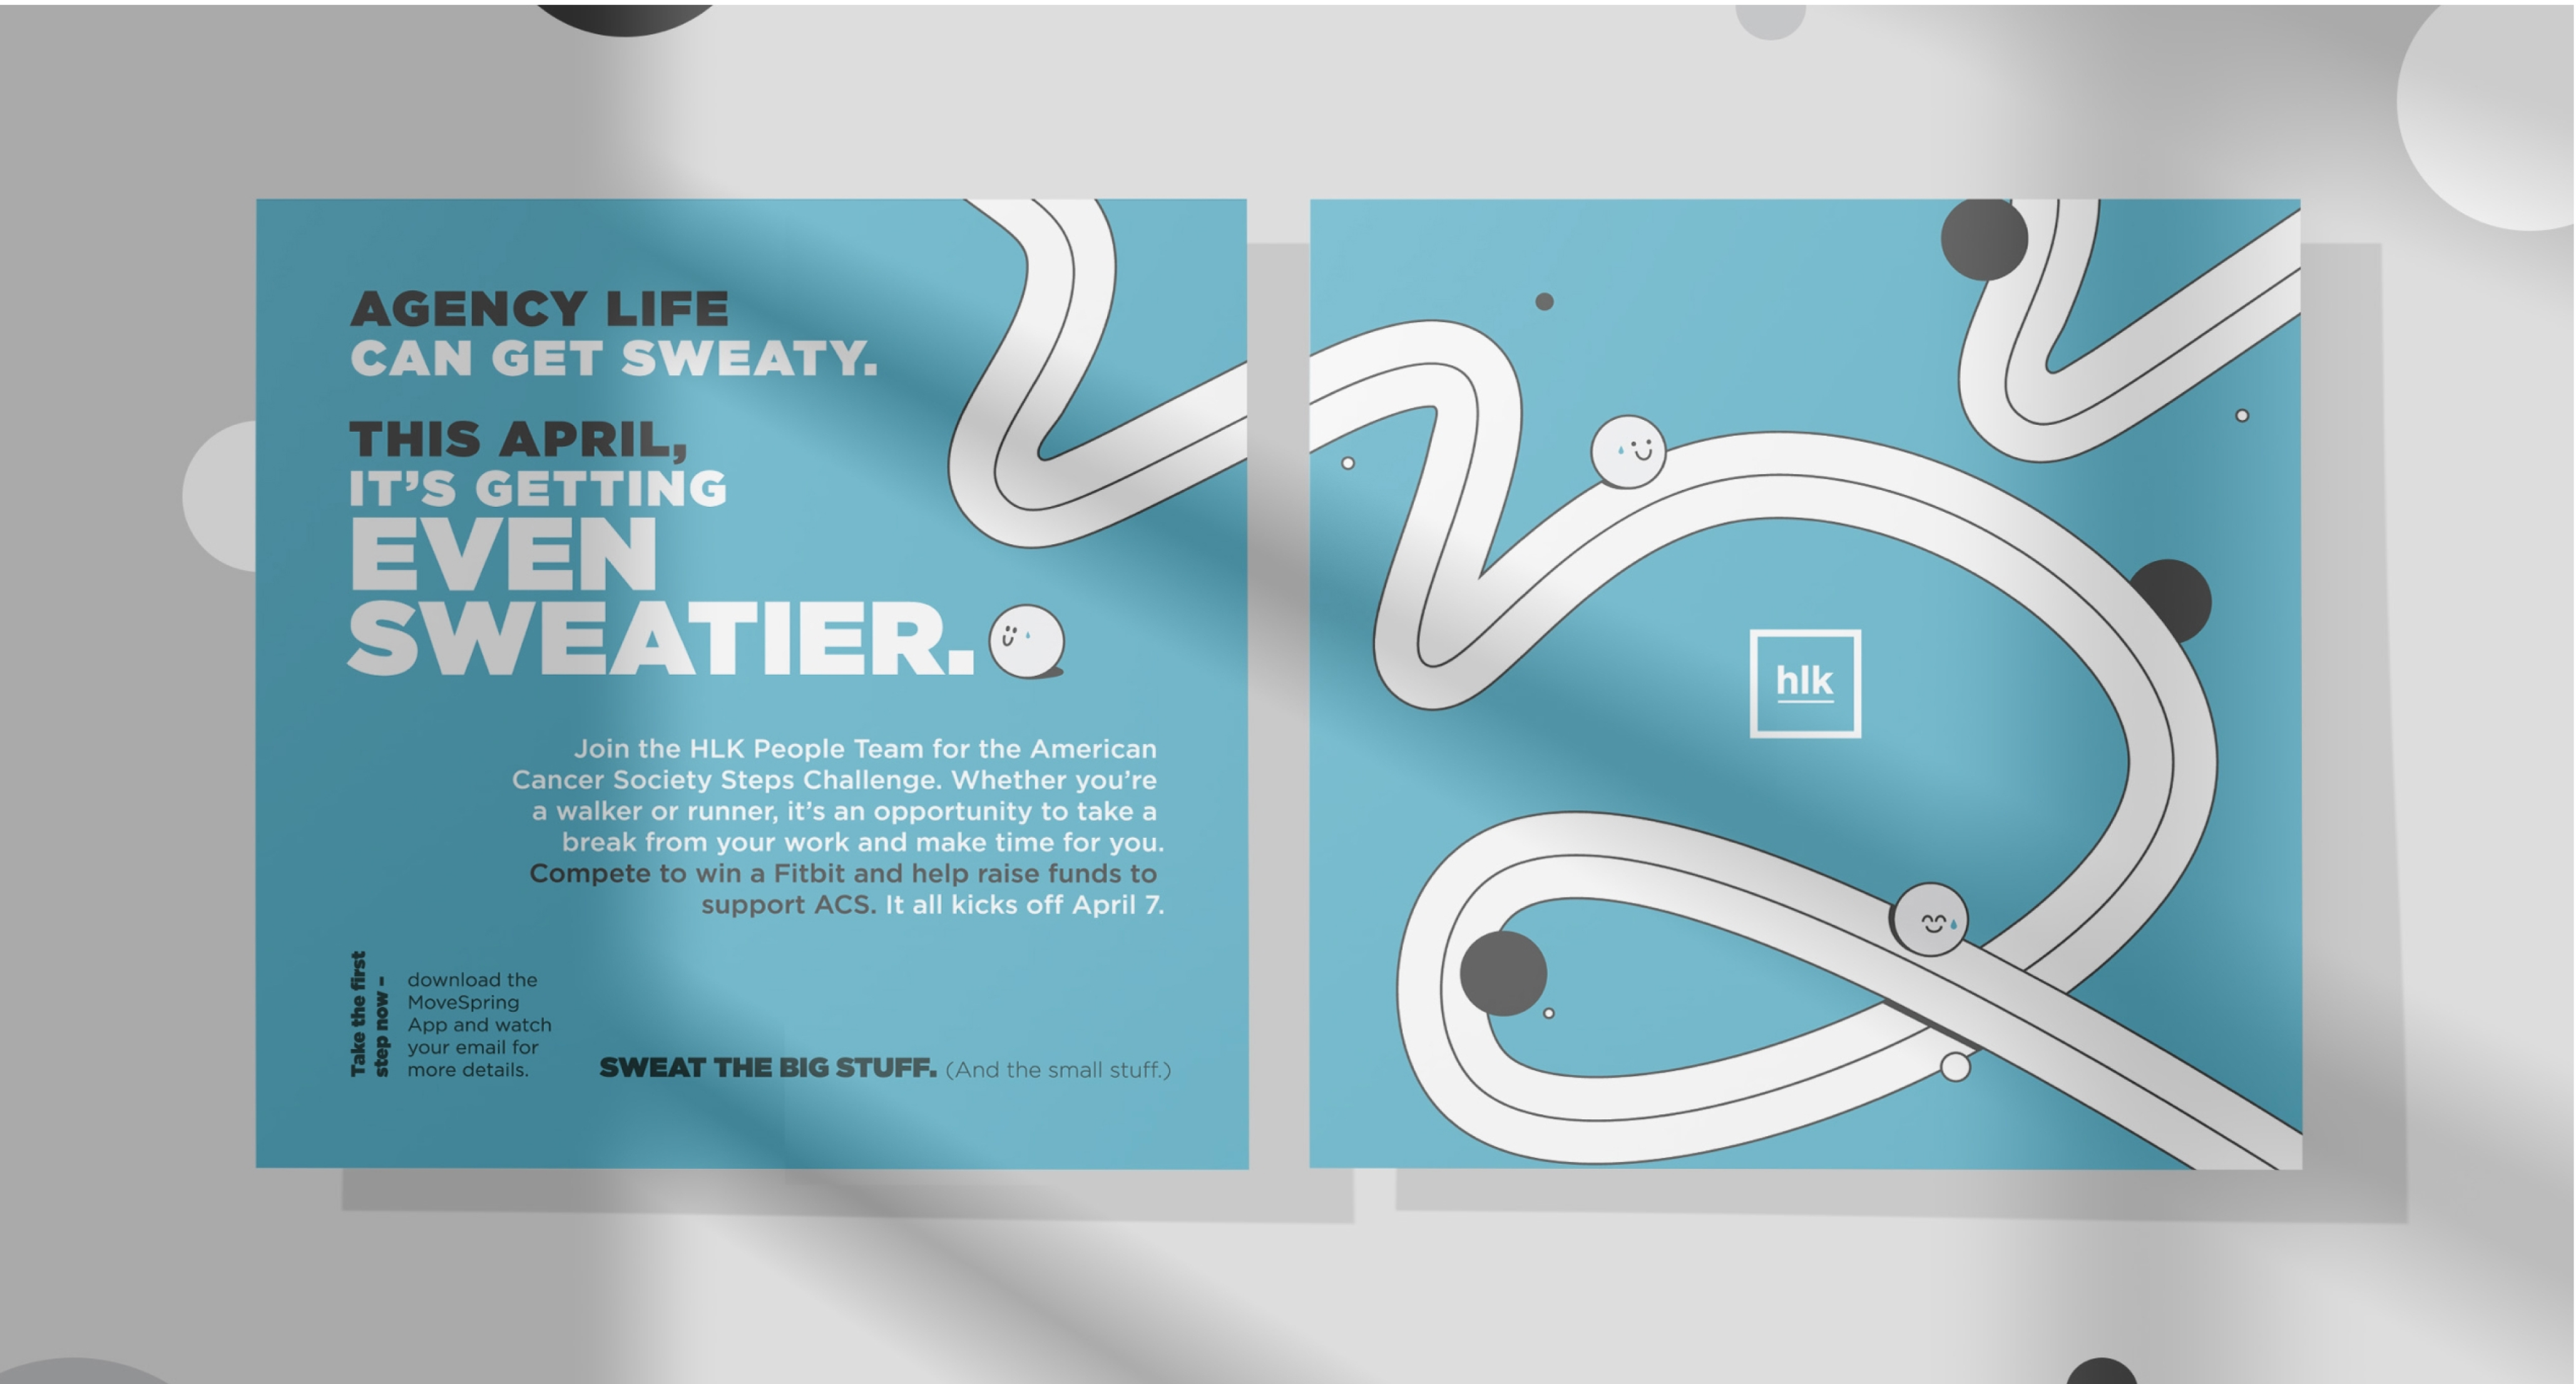 AGENCY LIFE
CAN GET SWEATY.
THIS APRIL,
IT’S GETTING
EVEN
SWEATIER.
Join the HLK People Team for the American
Cancer Society Steps Challenge. Whether you’re
a walker or runner, it’s an opportunity to take a
break from your work and make time for you.
Compete to win a Fitbit and help raise funds to
support ACS. It all kicks off April 7.
Take the first
step now –
download the
MoveSpring
App and watch
your email for
more details.
SWEAT THE BIG STUFF. (And the small stuff.)
hlk